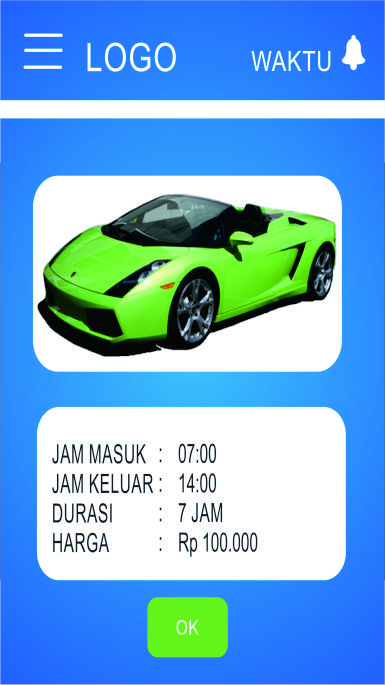 LOGO WAKTU
JAM MASUK : 07:00
JAM KELUAR : 14:00
DURASI : 7 JAM
HARGA : Rp 100.000
OK